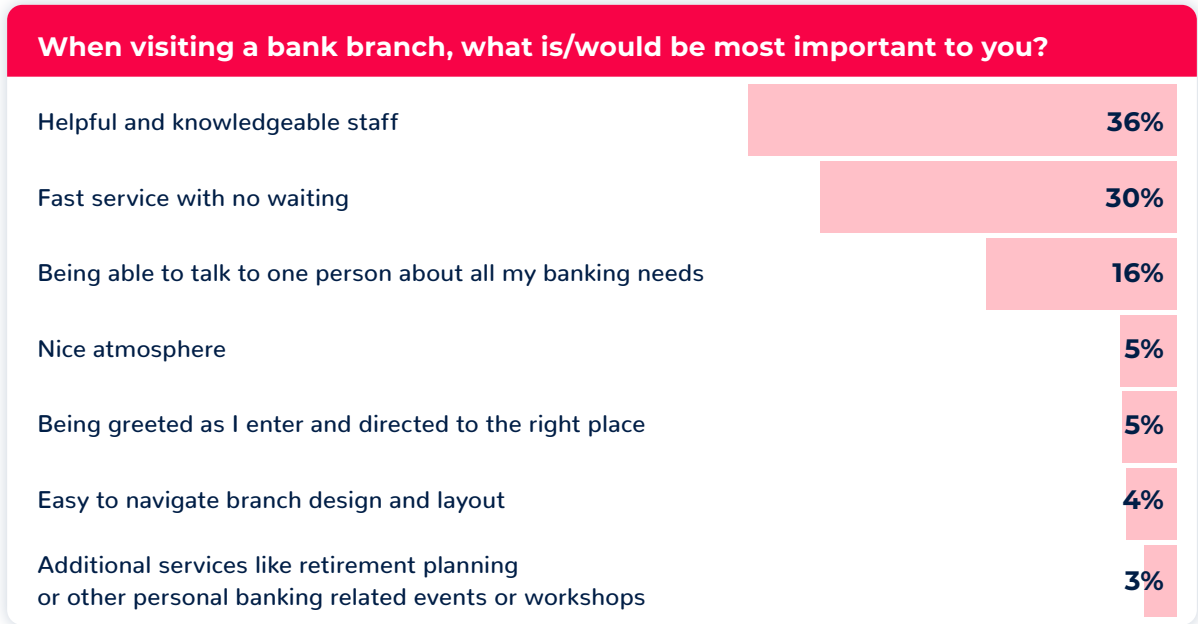 When visiting a bank branch, what is/would be most important to you?
Helpful and knowledgeable staff 36%
Fast service with no waiting 30%
Being able to talk to one person about all my banking needs 16%
Nice atmosphere 5%
Being greeted as I enter and directed to the right place 5%
Easy to navigate branch design and layout 4%
Additional services like retirement planning
or other personal banking related events or workshops 3%